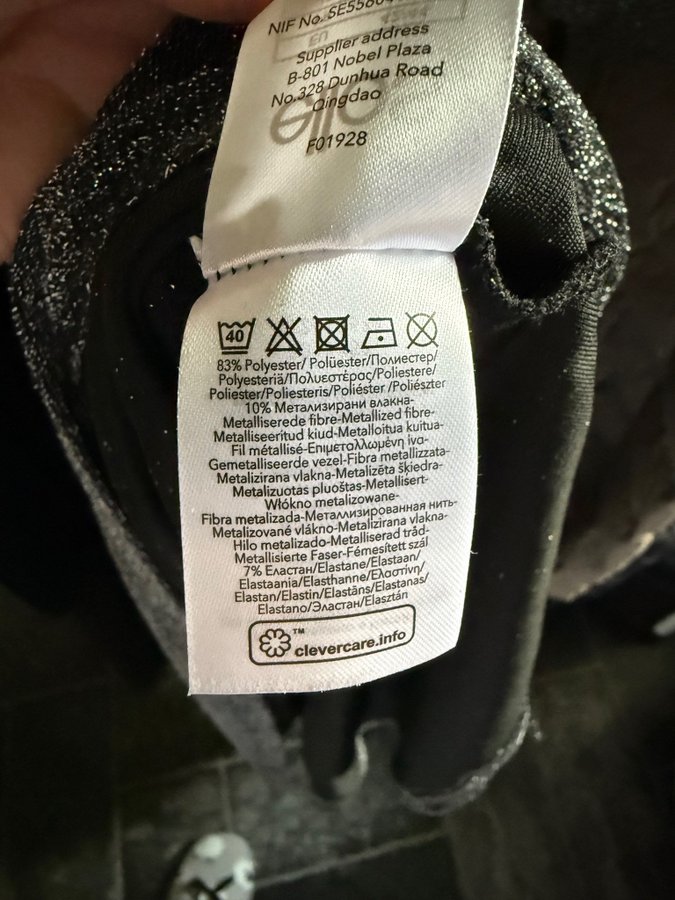 NIF No. SE5560
Supplier address
B-801 Nobel Plaza
No.328 Dunhua Road
Qingdao
F01928
40
83% Polyester/ Polüester/Полиестер/
Polyesteriä/Πολυεστέρας/Poliestere/
Poliester/Poliesteris/Poliéster /Poliészter
10% Метализирани влакна-
Metalliserede fibre-Metallized fibre-
Metalliseeritud kiud-Metalloitua kuitua-
Fil métallisé-Επιμεταλλωμένη ίνα-
Gemetalliseerde vezel-Fibra metallizzata-
Metalizirana vlakna-Metalizēta šķiedra-
Metalizuotas pluoštas-Metallisert-
Włókno metalizowane-
Fibra metalizada-Металлизированная нить-
Metalizované vlákno-Metalizirana vlakna-
Hilo metalizado-Metalliserad tråd-
Metallisierte Faser-Fémesített szál
7% Еластан/Elastane/Elastaan/
Elastaania/Elasthanne/Ελαστίνη/
Elastan/Elastin/Elastāns/Elastanas/
Elastano/Эластан/Elasztán
TM
clevercare.info